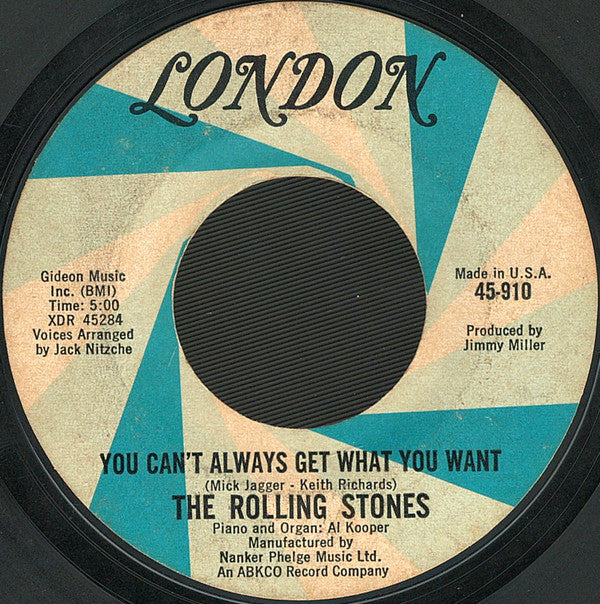 LONDON
Gideon Music
Inc. (BMI)
Time: 5:00
XDR 45284
Voices Arranged
by Jack Nitzche
Made in U.S.A.
45-910
Produced by
Jimmy Miller
YOU CAN'T ALWAYS GET WHAT YOU WANT
(Mick Jagger - Keith Richards)
THE ROLLING STONES
Piano and Organ: Al Kooper
Manufactured by
Nanker Phelge Music Ltd.
An ABKCO Record Company